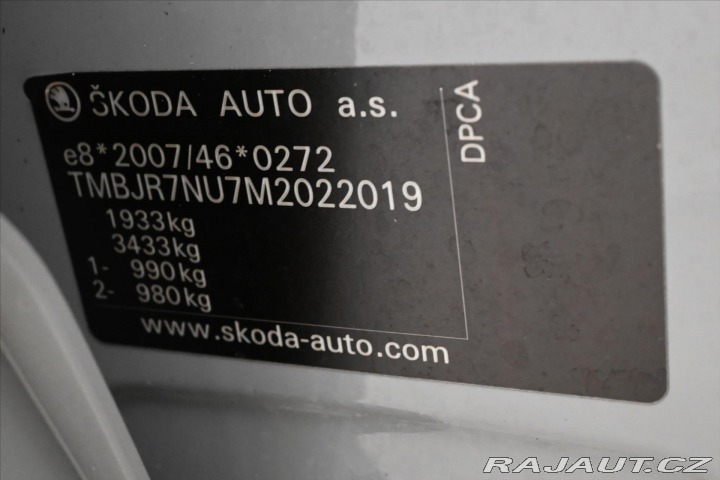 ŠKODA AUTO a.s.
DPCA
e8*2007/46*0272
TMBJR7NU7M2022019
1933kg
3433kg
1- 990kg
2- 980kg
www.skoda-auto.com
RAJAUT.CZ